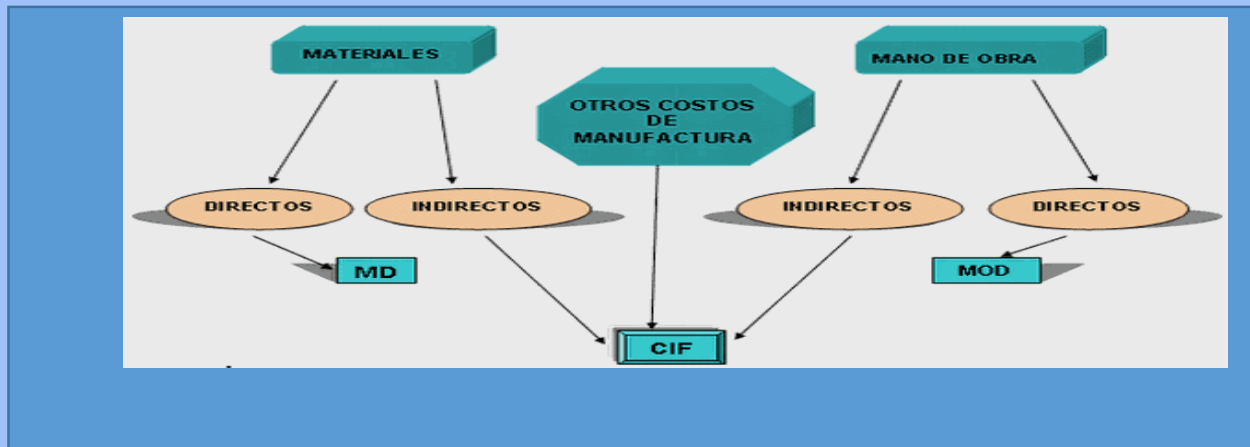 MATERIALES
MANO DE OBRA
OTROS COSTOS
DE
MANUFACTURA
DIRECTOS
INDIRECTOS
INDIRECTOS
DIRECTOS
MD
MOD
CIF